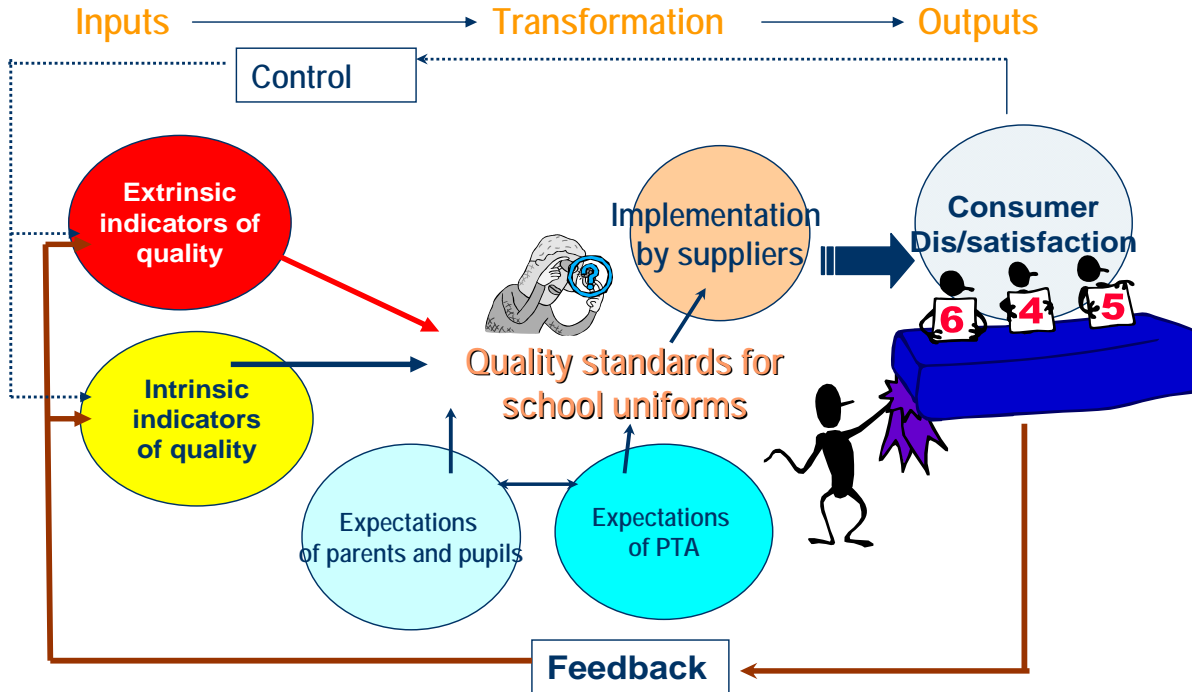 Inputs
Transformation
Outputs
Control
Extrinsic
indicators of
quality
Implementation
by suppliers
Consumer
Dis/satisfaction
?
6
4
5
Quality standards for
school uniforms
Intrinsic
indicators
of quality
Expectations
of parents and pupils
Expectations
of PTA
Feedback